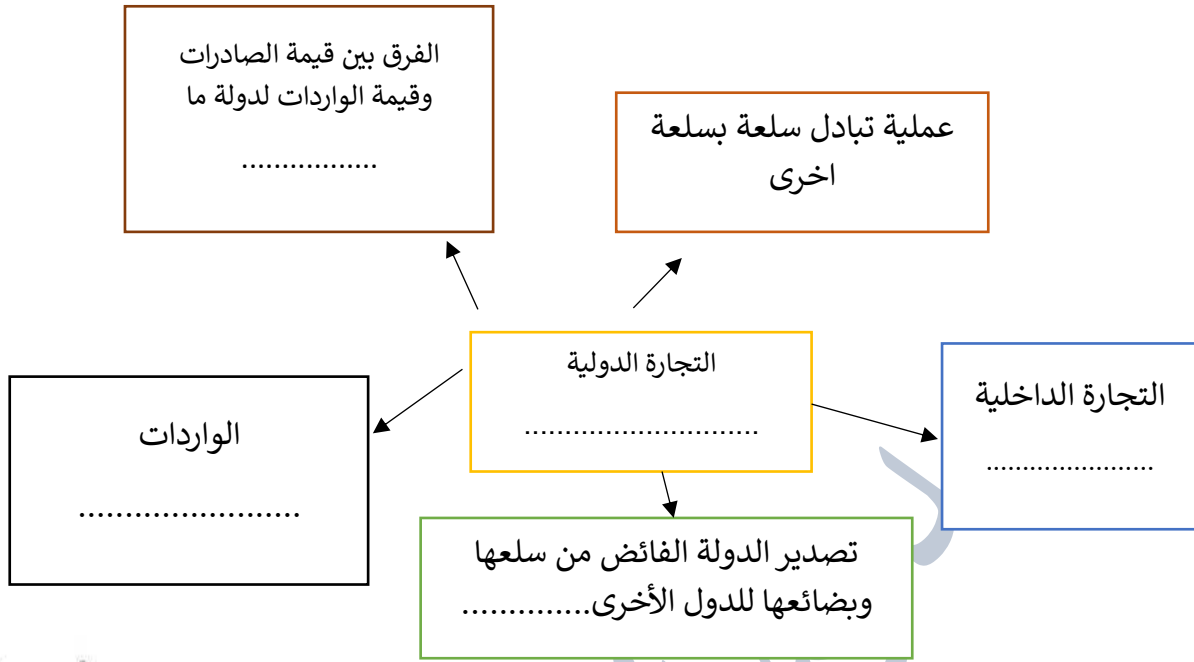 الفرق بين قيمة الصادرات
وقيمة الواردات لدولة ما
.................
عملية تبادل سلعة بسلعة
اخرى
التجارة الدولية
.............................
التجارة الداخلية
.......................
الواردات
........................
تصدير الدولة الفائض من سلعها
وبضائعها للدول الأخرى..............